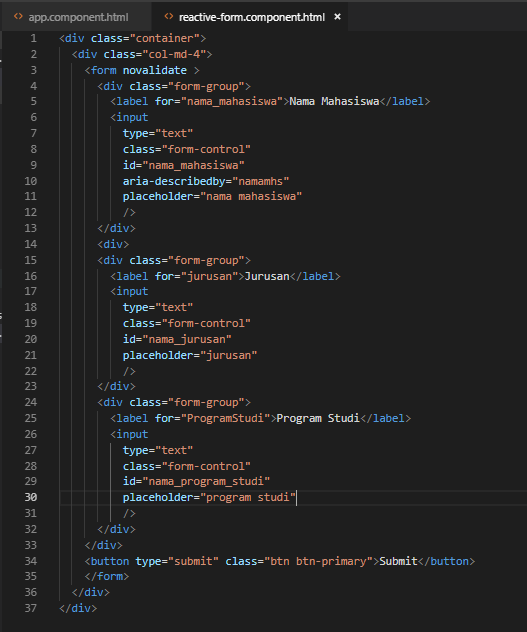 <> app.component.html <> reactive-form.component.html ×
1 <div class="container">
2   <div class="col-md-4">
3     <form novalidate >
4       <div class="form-group">
5         <label for="nama_mahasiswa">Nama Mahasiswa</label>
6         <input
7           type="text"
8           class="form-control"
9           id="nama_mahasiswa"
10           aria-describedby="namamhs"
11           placeholder="nama mahasiswa"
12           />
13       </div>
14       <div>
15       <div class="form-group">
16         <label for="jurusan">Jurusan</label>
17         <input
18           type="text"
19           class="form-control"
20           id="nama_jurusan"
21           placeholder="jurusan"
22           />
23       </div>
24       <div class="form-group">
25         <label for="ProgramStudi">Program Studi</label>
26         <input
27           type="text"
28           class="form-control"
29           id="nama_program_studi"
30           placeholder="program studi"
31           />
32       </div>
33     </div>
34     <button type="submit" class="btn btn-primary">Submit</button>
35     </form>
36   </div>
37 </div>